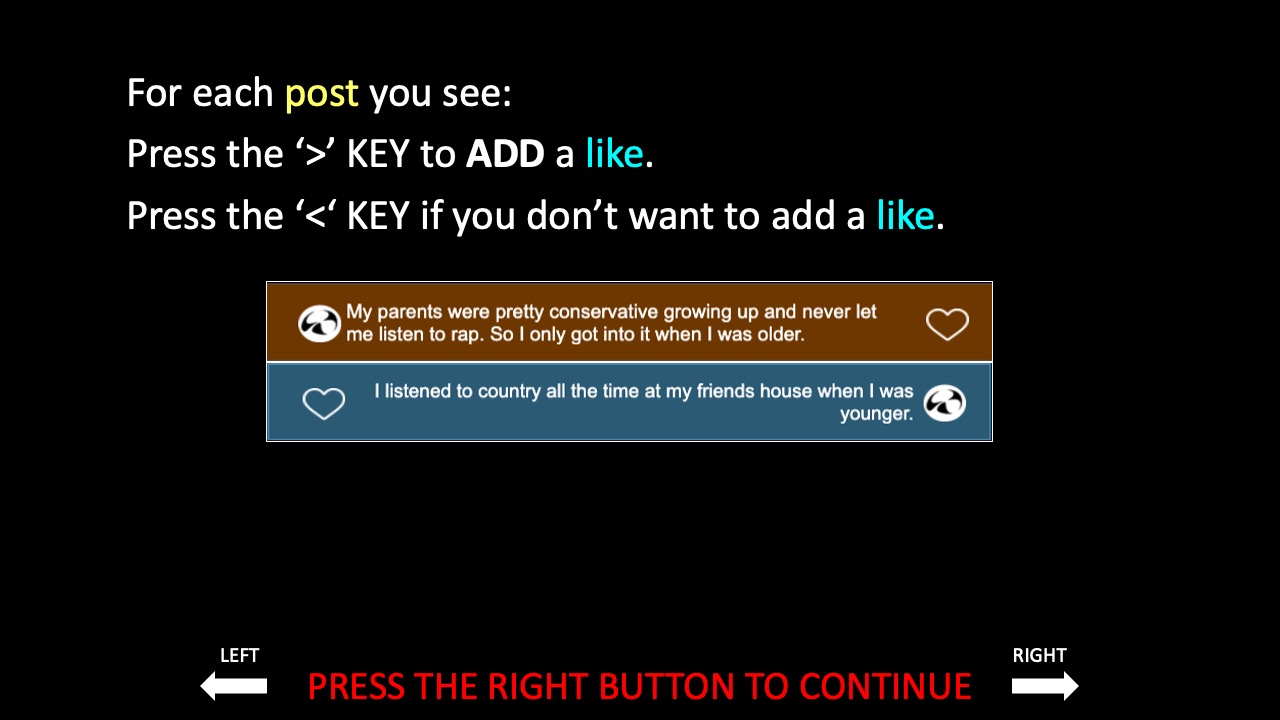 For each post you see:
Press the ‘>’ KEY to ADD a like.
Press the ‘<‘ KEY if you don’t want to add a like.
My parents were pretty conservative growing up and never let
me listen to rap. So I only got into it when I was older.
I listened to country all the time at my friends house when I was
younger.
LEFT
RIGHT
PRESS THE RIGHT BUTTON TO CONTINUE